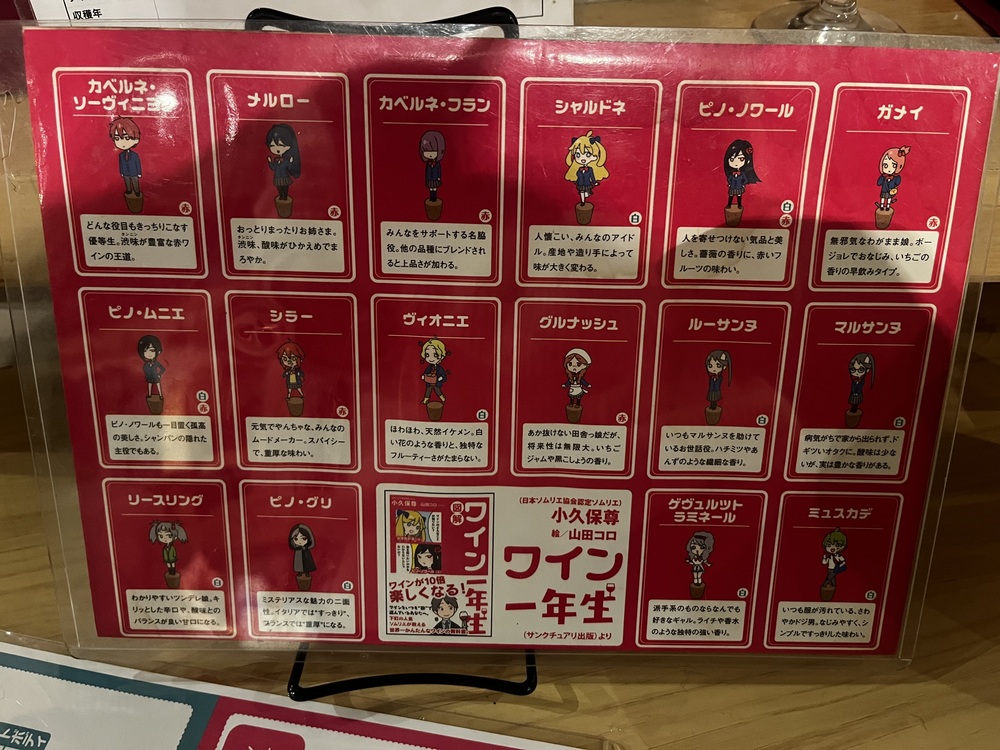 収穫年
カベルネ・
ソーヴィニヨン
赤
どんな役目もきっちりこなす
優等生。渋味が豊富な赤ワ
インの王道。
メルロー
赤
おっとりまったりお姉さま。
渋味、酸味がひかえめでま
ろやか。
カベルネ・フラン
赤
みんなをサポートする名脇
役。他の品種にブレンドされ
ると上品さが加わる。
シャルドネ
白
人懐こい、みんなのアイド
ル。産地や造り手によって
味が大きく変わる。
ピノ・ノワール
白
赤
人を寄せつけない気品と美
しさ。薔薇の香りに、赤いフ
ルーツの味わい。
ガメイ
赤
無邪気なわがまま娘。ボー
ジョレでおなじみ、いちごの
香りの早飲みタイプ。
ピノ・ムニエ
白
赤
ピノ・ノワールも一目置く孤高
の美しさ。シャンパンの隠れた
主役でもある。
シラー
赤
元気でやんちゃな、みんなの
ムードメーカー。スパイシー
で、重厚な味わい。
ヴィオニエ
白
ほわほわ、天然イケメン。白
い花のような香りと、独特な
フルーティーさがたまらない。
グルナッシュ
赤
あか抜けない田舎っ娘だが、
将来性は無限大。いちご
ジャムや黒こしょうの香り。
ルーサンヌ
白
いつもマルサンヌを助けて
いるお世話役。ハチミツやあ
んずのような繊細な香り。
マルサンヌ
白
病気がちで家から出られず、ド
ギツいオタクに。酸味は少な
いが、実は豊かな香りがある。
リースリング
白
わかりやすいツンデレ娘。キ
リッとした辛口や、酸味との
バランスが良い甘口になる。
ピノ・グリ
白
ミステリアスな魅力の二面
性。イタリアでは"すっきり"、
フランスでは"重厚"になる。
小久保尊 山田コロ
図解
ワイン一年生
ワインが10倍
楽しくなる!
(日本ソムリエ協会認定ソムリエ)
小久保尊
絵/山田コロ
ワイン
一年生
(サンクチュアリ出版)より
ゲヴュルツト
ラミネール
白
派手系のものならなんでも
好きなギャル。ライチや香水
のような独特の強い香り。
ミュスカデ
白
いつも服が汚れている、さわ
やかドジ男。なじみやすく、シ
ンプルですっきりした味わい。